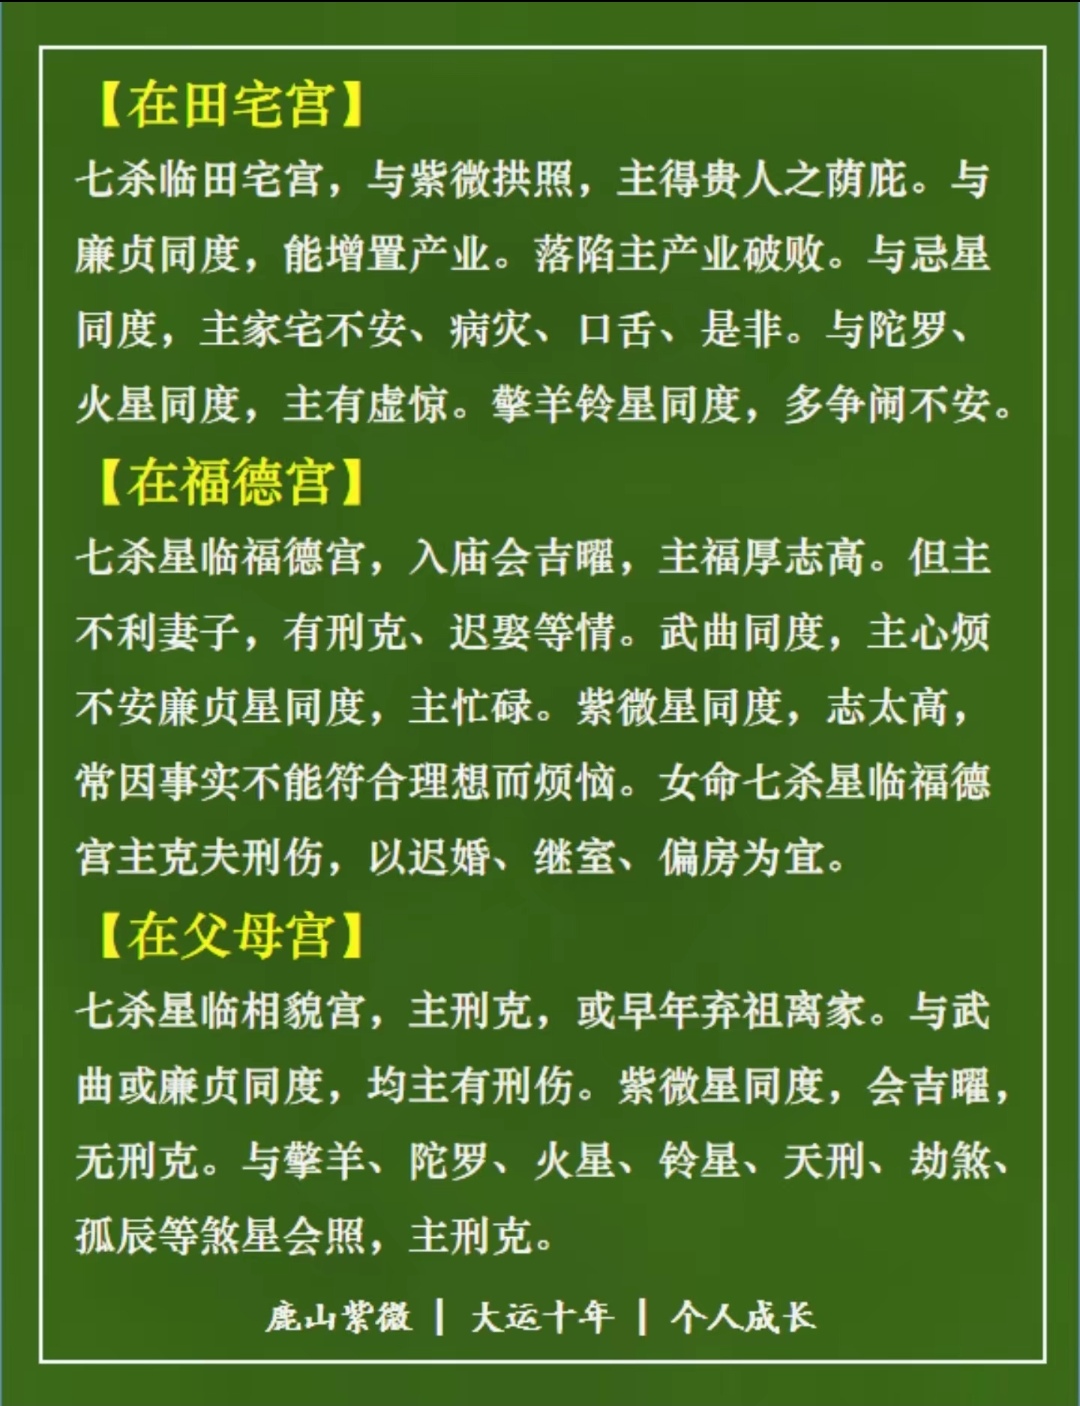 【在田宅宫】
七杀临田宅宫，与紫微拱照，主得贵人之荫庇。与
廉贞同度，能增置产业。落陷主产业破败。与忌星
同度，主家宅不安、病灾、口舌、是非。与陀罗、
火星同度，主有虚惊。擎羊铃星同度，多争闹不安。
【在福德宫】
七杀星临福德宫，入庙会吉曜，主福厚志高。但主
不利妻子，有刑克、迟娶等情。武曲同度，主心烦
不安廉贞星同度，主忙碌。紫微星同度，志太高，
常因事实不能符合理想而烦恼。女命七杀星临福德
宫主克夫刑伤，以迟婚、继室、偏房为宜。
【在父母宫】
七杀星临相貌宫，主刑克，或早年弃祖离家。与武
曲或廉贞同度，均主有刑伤。紫微星同度，会吉曜，
无刑克。与擎羊、陀罗、火星、铃星、天刑、劫煞、
孤辰等煞星会照，主刑克。
鹿山紫微 | 大运十年 | 个人成长